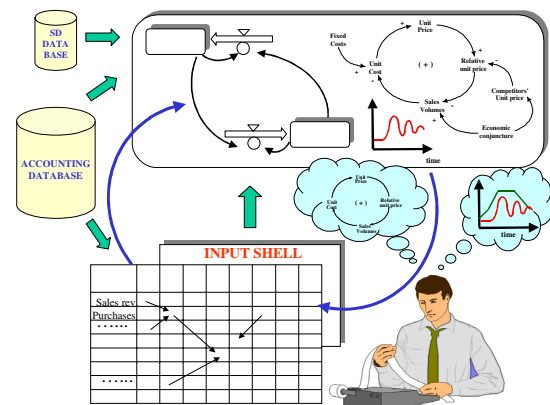 SD
DATA
BASE
ACCOUNTING
DATABASE
Fixed
Costs
+
Unit
Price
+
Unit
Cost
+
-
( + )
Relative
unit price
-
Competitors'
Unit price
Sales
Volumes
-
-
+
+
Economic
conjuncture
time
Unit
Price
Unit
Cost
( + )
Relative
unit price
Sales
Volumes
time
INPUT SHELL
Sales rev
Purchases
······
······